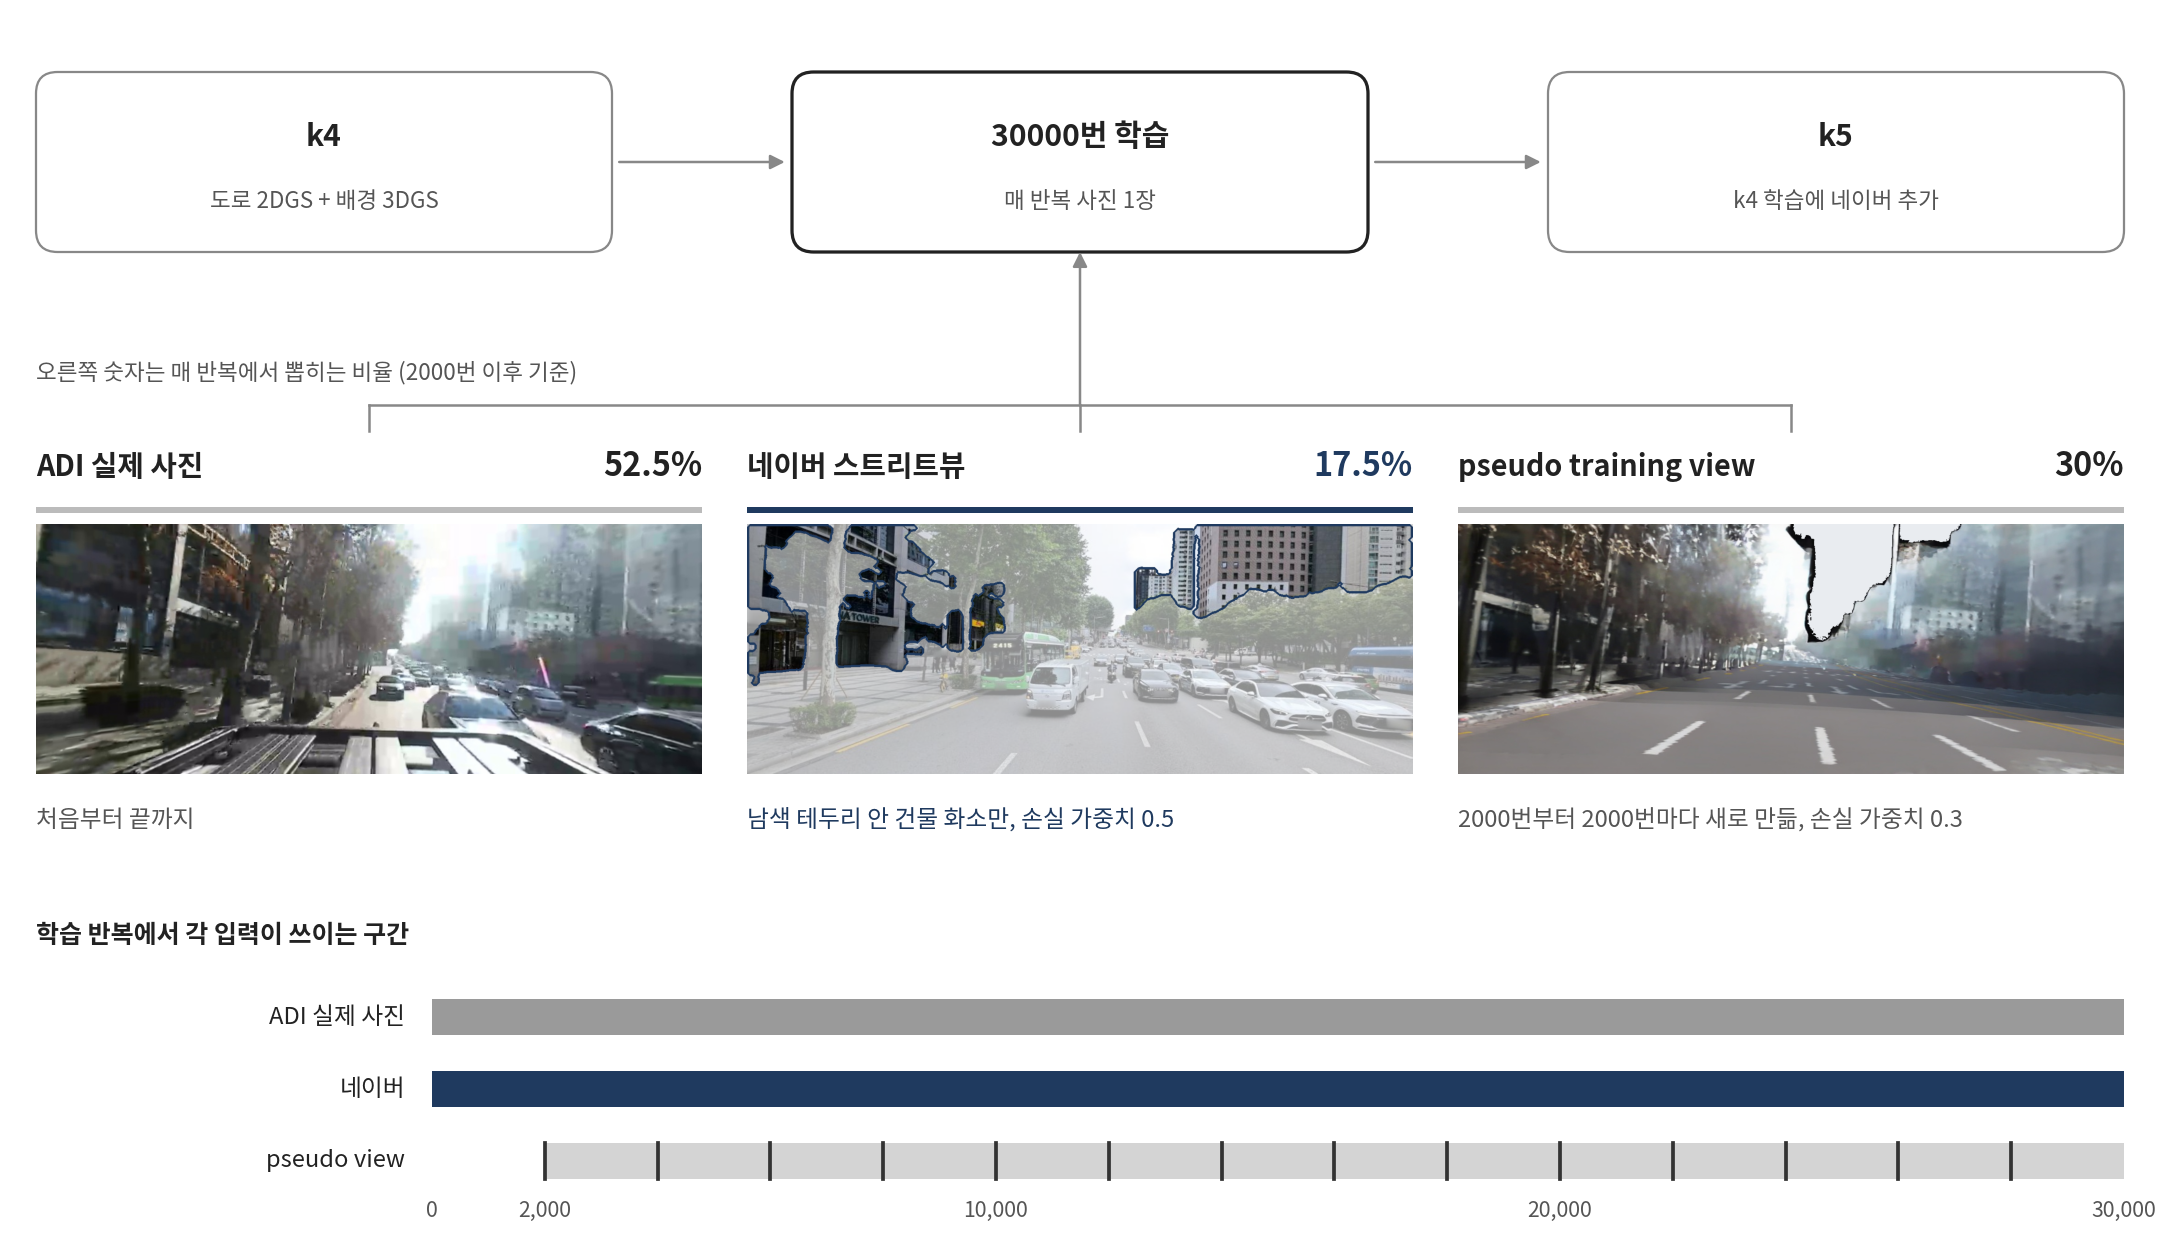 k4
도로 2DGS + 배경 3DGS
30000번 학습
매 반복 사진 1장
k5
k4 학습에 네이버 추가
오른쪽 숫자는 매 반복에서 뽑히는 비율 (2000번 이후 기준)
ADI 실제 사진
52.5%
네이버 스트리트뷰
17.5%
pseudo training view
30%
TOWER
처음부터 끝까지
남색 테두리 안 건물 화소만, 손실 가중치 0.5
2000번부터 2000번마다 새로 만듦, 손실 가중치 0.3
학습 반복에서 각 입력이 쓰이는 구간
ADI 실제 사진
네이버
pseudo view
0
2,000
10,000
20,000
30,000